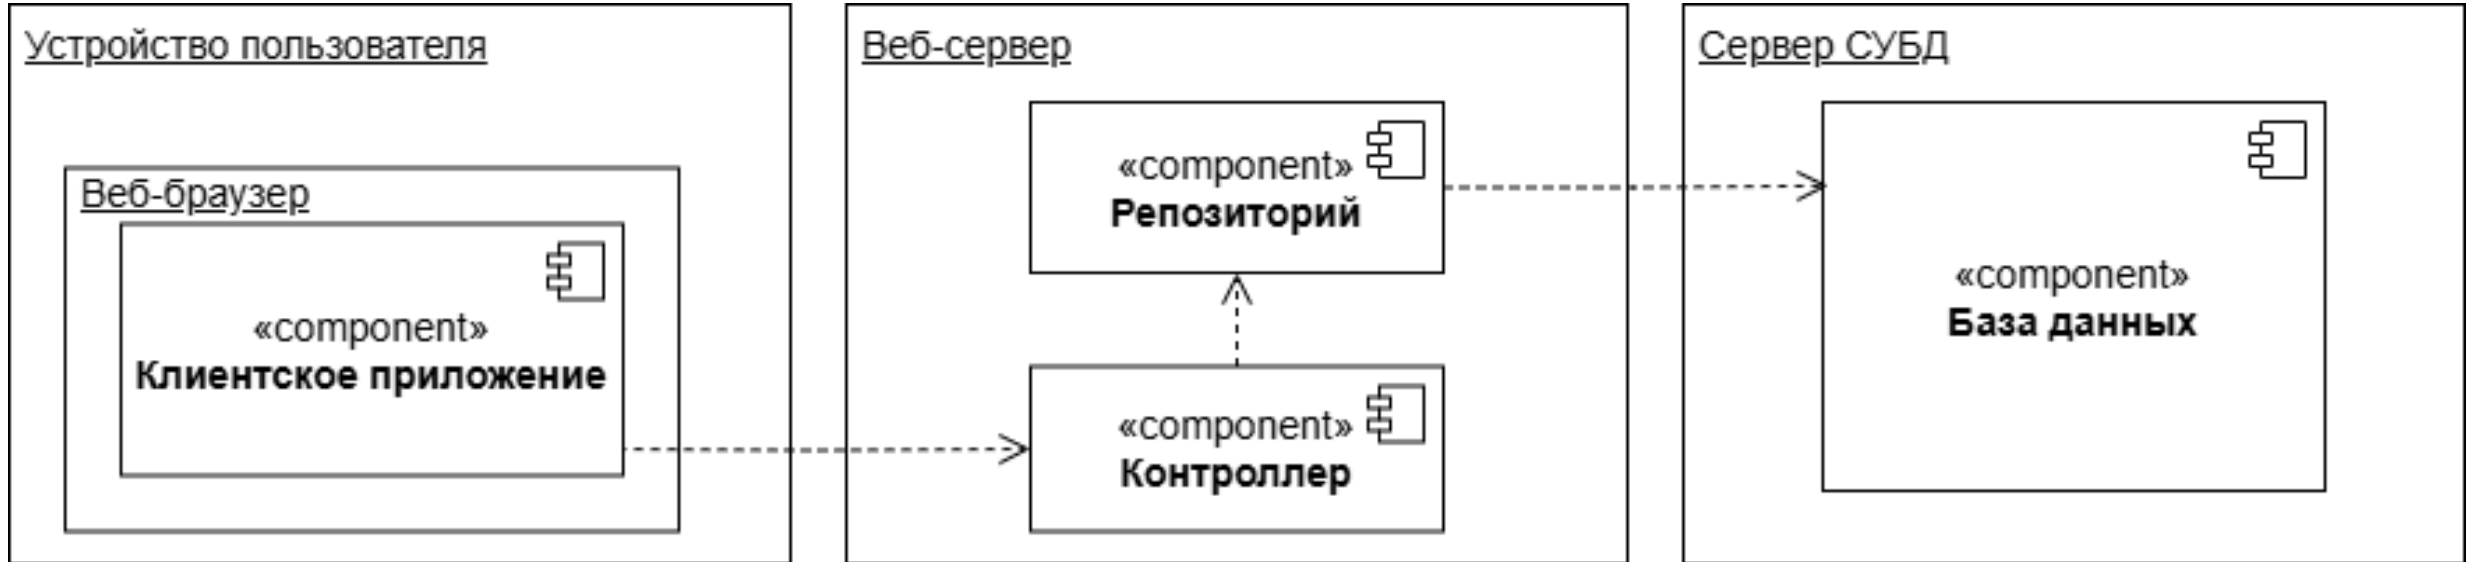 Устройство пользователя
Веб-браузер
«component»
Клиентское приложение
Веб-сервер
«component»
Репозиторий
«component»
Контроллер
Сервер СУБД
«component»
База данных